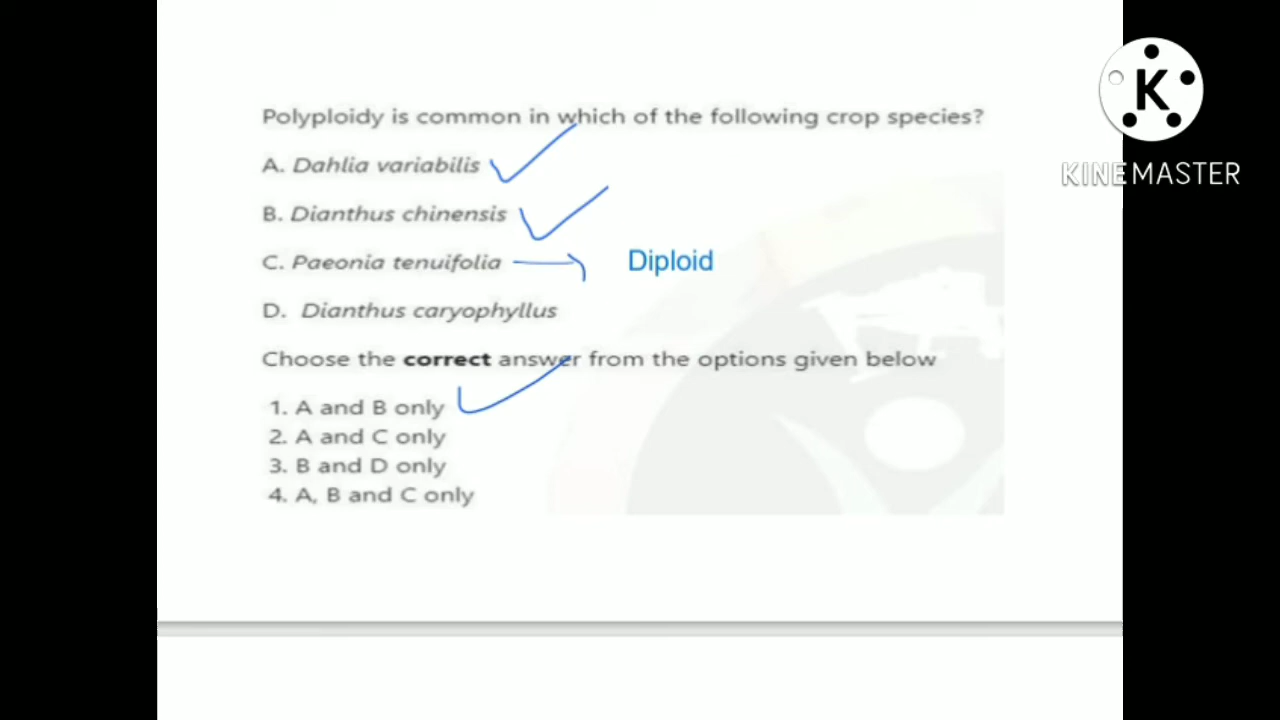 Polyploidy is common in which of the following crop species?
A. Dahlia variabilis
B. Dianthus chinensis
C. Paeonia tenuifolia
Diploid
D. Dianthus caryophyllus
Choose the correct answer from the options given below
1. A and B only
2. A and C only
3. B and D only
4. A, B and C only
K
KINEMASTER